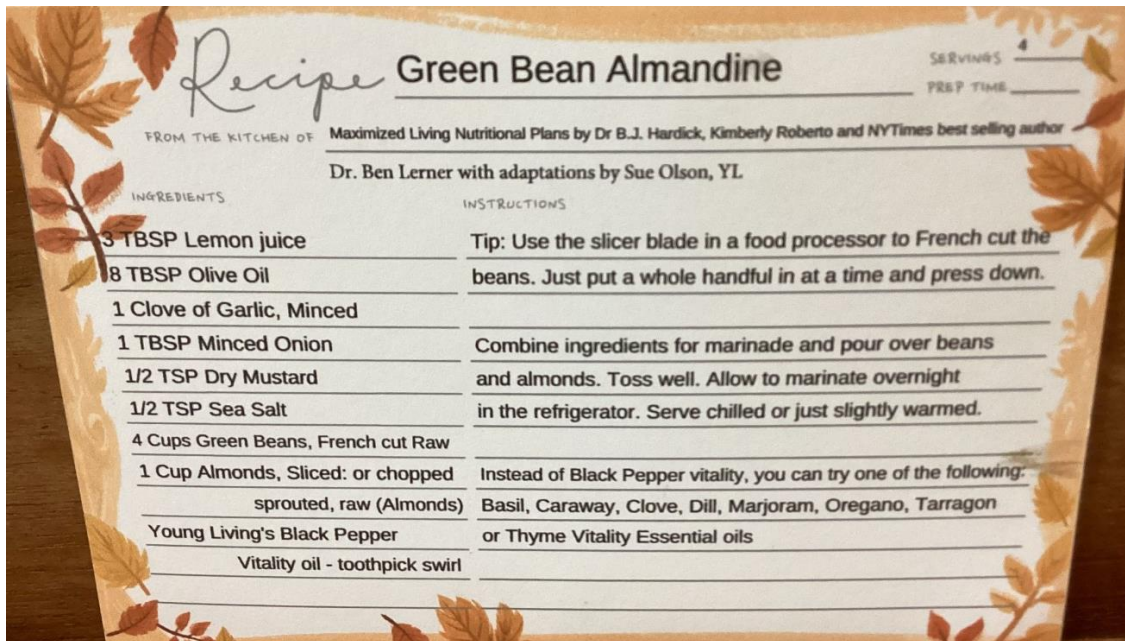 Recipe Green Bean Almandine
SERVINGS 4
PREP TIME
FROM THE KITCHEN OF Maximized Living Nutritional Plans by Dr B.J. Hardick, Kimberly Roberto and NYTimes best selling author
Dr. Ben Lerner with adaptations by Sue Olson, YL
INGREDIENTS
3 TBSP Lemon juice
8 TBSP Olive Oil
1 Clove of Garlic, Minced
1 TBSP Minced Onion
1/2 TSP Dry Mustard
1/2 TSP Sea Salt
4 Cups Green Beans, French cut Raw
1 Cup Almonds, Sliced: or chopped
sprouted, raw (Almonds)
Young Living's Black Pepper
Vitality oil - toothpick swirl
INSTRUCTIONS
Tip: Use the slicer blade in a food processor to French cut the
beans. Just put a whole handful in at a time and press down.
Combine ingredients for marinade and pour over beans
and almonds. Toss well. Allow to marinate overnight
in the refrigerator. Serve chilled or just slightly warmed.
Instead of Black Pepper vitality, you can try one of the following:
Basil, Caraway, Clove, Dill, Marjoram, Oregano, Tarragon
or Thyme Vitality Essential oils